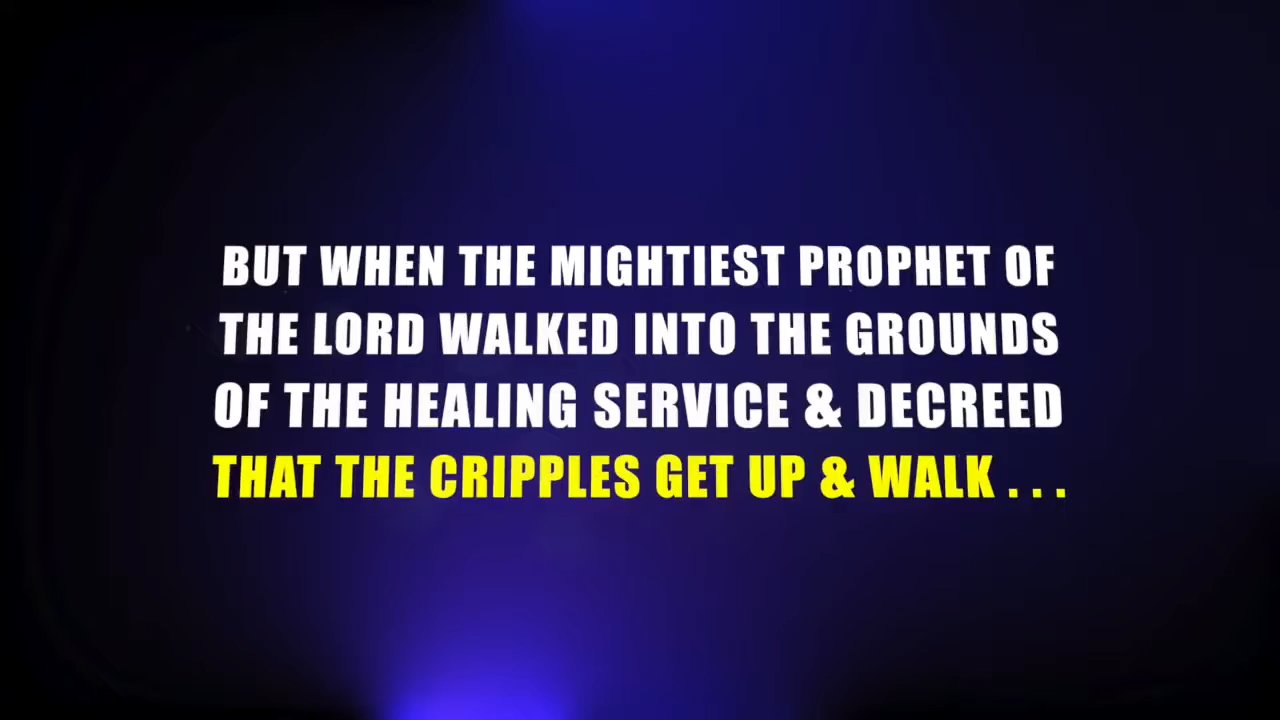 BUT WHEN THE MIGHTIEST PROPHET OF
THE LORD WALKED INTO THE GROUNDS
OF THE HEALING SERVICE & DECREED
THAT THE CRIPPLES GET UP & WALK . . .